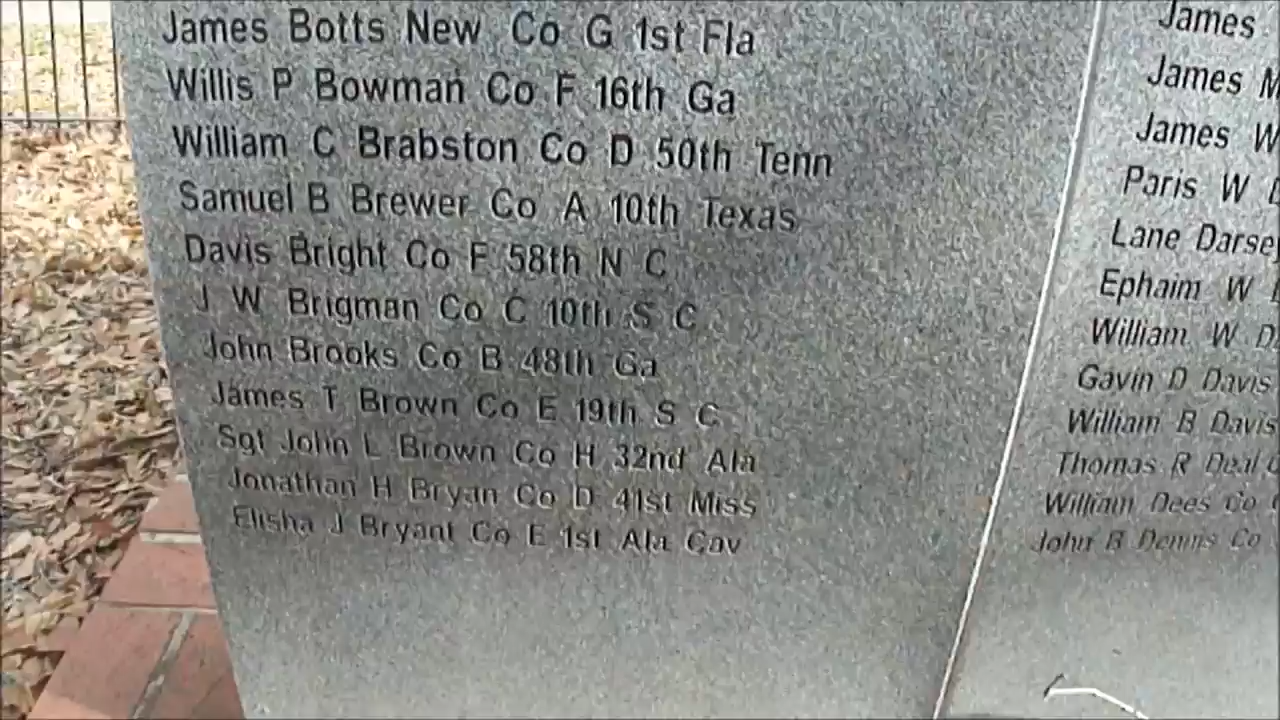 James Botts New Co G 1st Fla
Willis P Bowman Co F 16th Ga
William C Brabston Co D 50th Tenn
Samuel B Brewer Co A 10th Texas
Davis Bright Co F 58th N C
J W Brigman Co C 10th S C
John Brooks Co B 48th Ga
James T Brown Co E 19th S C
Sgt John L Brown Co H 32nd Ala
Jonathan H Bryan Co D 41st Miss
Elisha J Bryant Co E 1st Ala Cav
James
James M
James W
Paris W
Lane Darsey
Ephaim W
William W
Gavin D Davis
William B Davis
Thomas R Deal
William Dees Co
John B Dennis Co